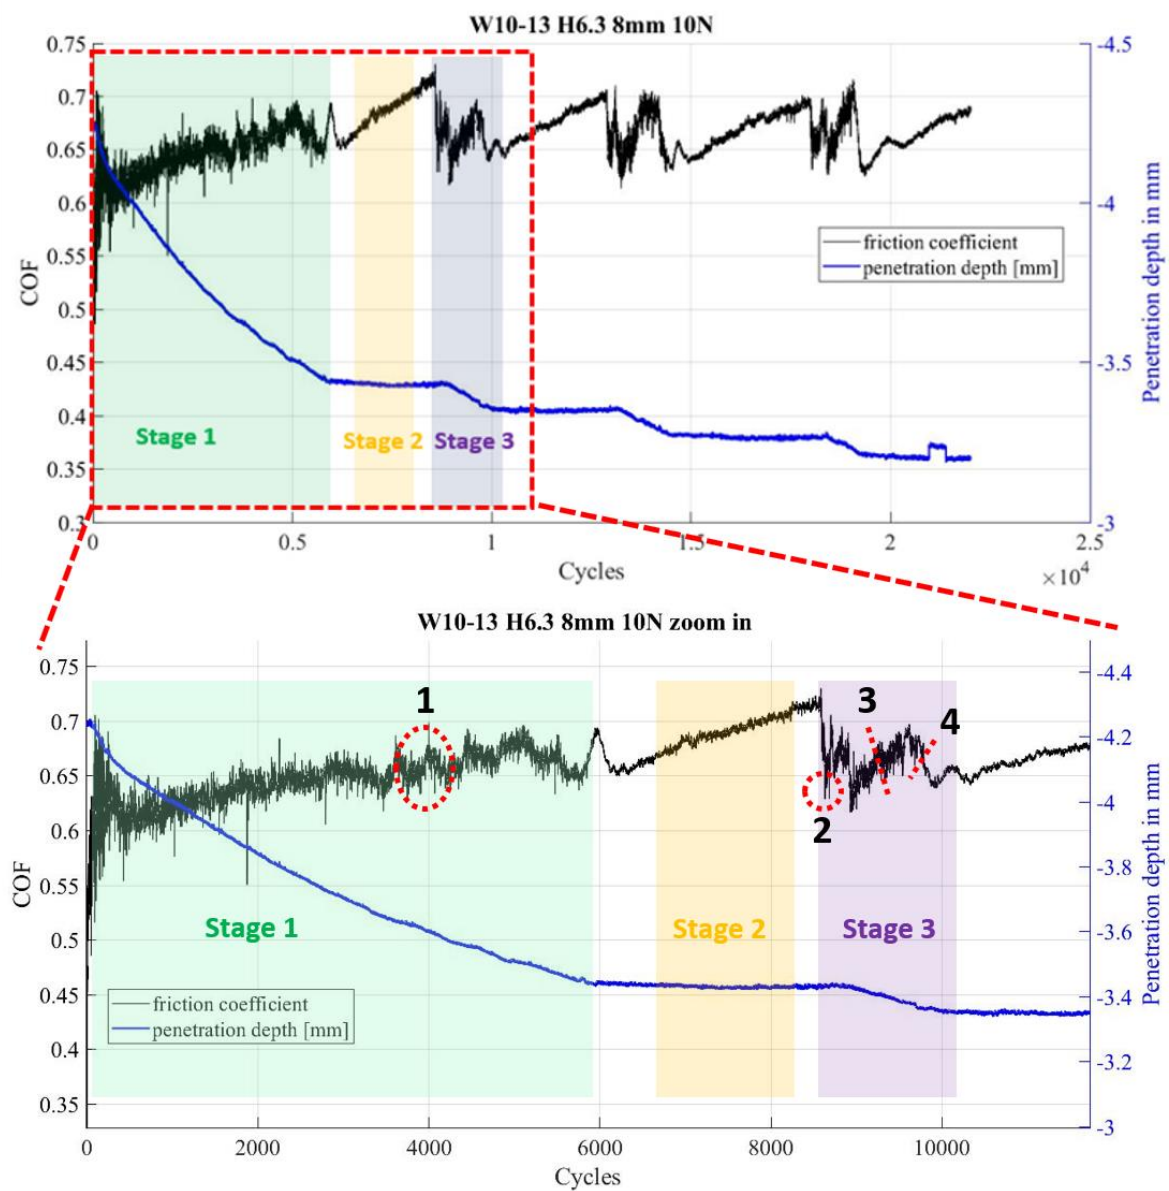 W10-13 H6.3 8mm 10N
0.75
0.7
0.65
0.6
0.55
0.5
0.45
0.4
0.35
0.3
COF
-4.5
-4
-3.5
-3
Penetration depth in mm
friction coefficient
penetration depth [mm]
Stage 1
Stage 2
Stage 3
0
0.5
1
1.5
2
2.5
Cycles
×10⁴
W10-13 H6.3 8mm 10N zoom in
0.75
0.7
0.65
0.6
0.55
0.5
0.45
0.4
0.35
COF
-4.4
-4.2
-4
-3.8
-3.6
-3.4
-3.2
-3
Penetration depth in mm
1
2
3
4
Stage 1
Stage 2
Stage 3
friction coefficient
penetration depth [mm]
0
2000
4000
6000
8000
10000
Cycles